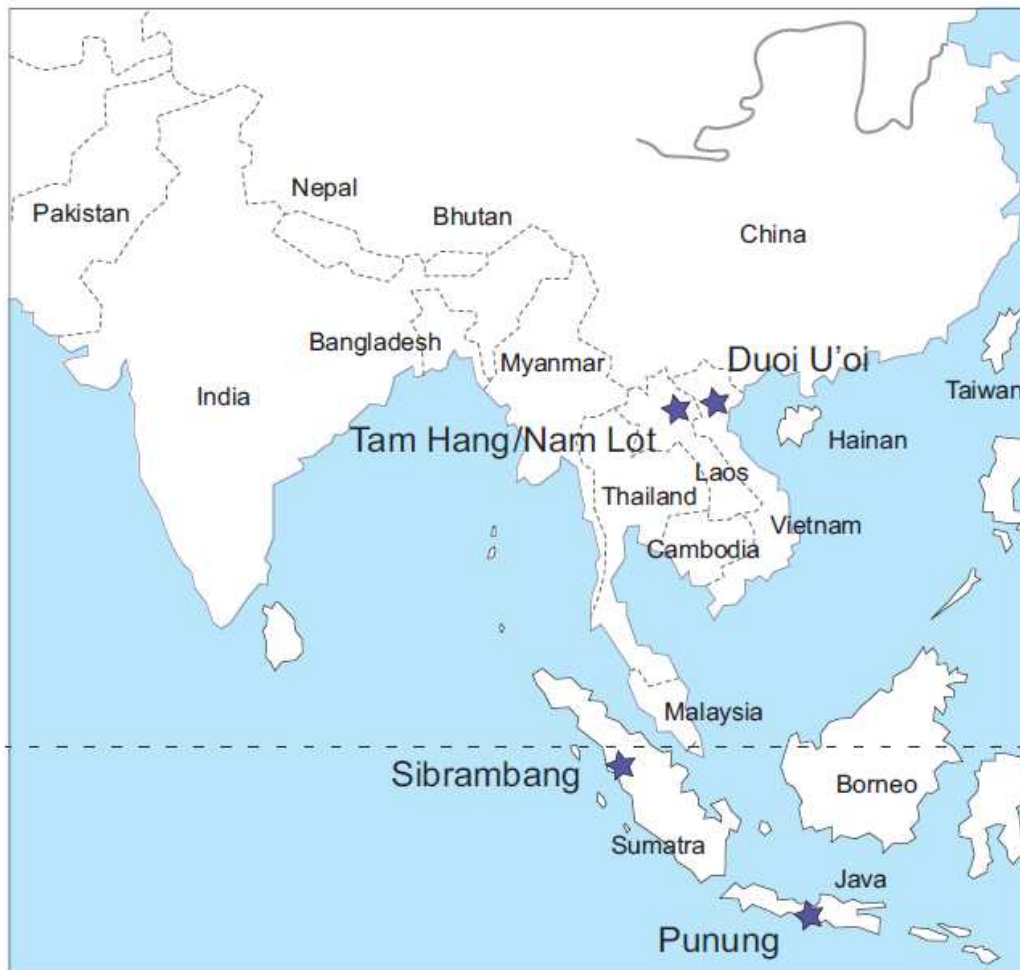 Nepal
Pakistan
Bhutan
China
Bangladesh
Myanmar
Duoi U'oi
India
Taiwan
Tam Hang/Nam Lot
Hainan
Laos
Thailand
Vietnam
Cambodia
Malaysia
Sibrambang
Borneo
Sumatra
Java
Punung